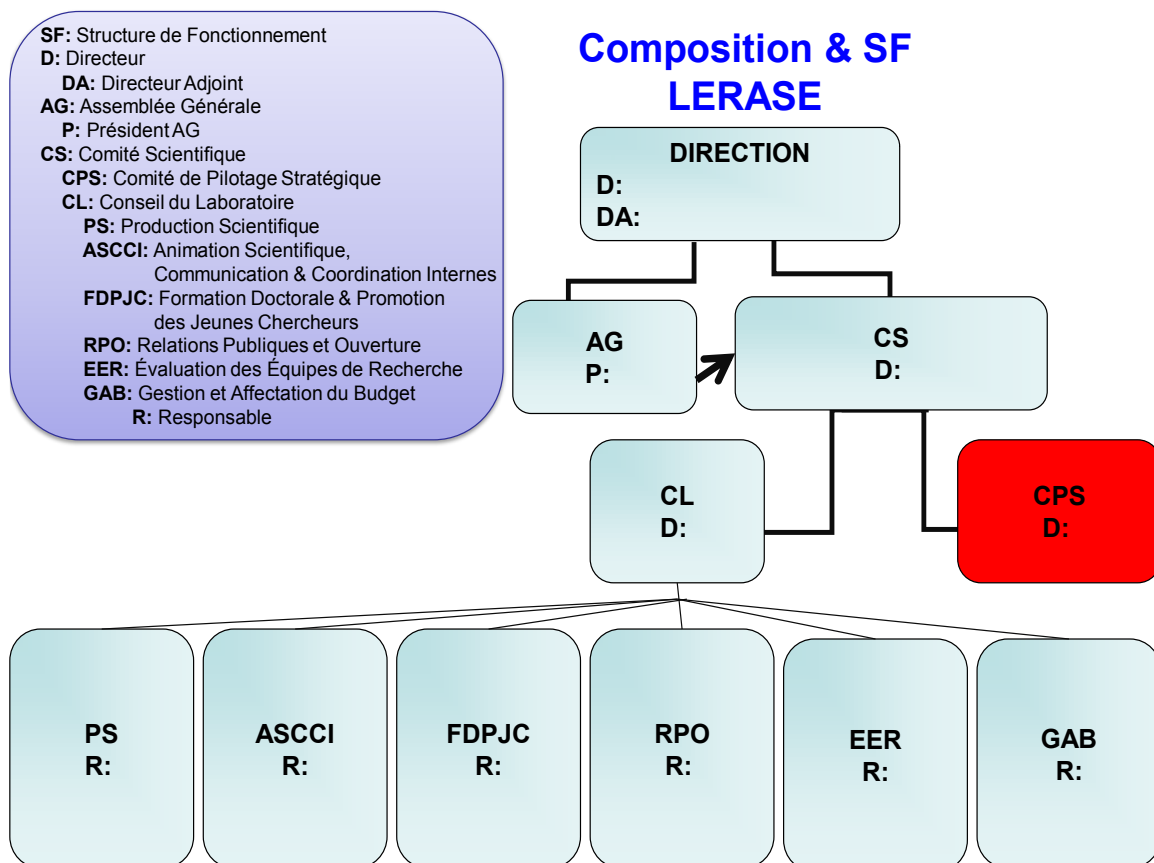 SF: Structure de Fonctionnement
D: Directeur
DA: Directeur Adjoint
AG: Assemblée Générale
P: Président AG
CS: Comité Scientifique
CPS: Comité de Pilotage Stratégique
CL: Conseil du Laboratoire
PS: Production Scientifique
ASCCI: Animation Scientifique,
Communication & Coordination Internes
FDPJC: Formation Doctorale & Promotion
des Jeunes Chercheurs
RPO: Relations Publiques et Ouverture
EER: Évaluation des Équipes de Recherche
GAB: Gestion et Affectation du Budget
R: Responsable
Composition & SF
LERASE
DIRECTION
D:
DA:
AG
P:
CS
D:
CL
D:
CPS
D:
PS
R:
ASCCI
R:
FDPJC
R:
RPO
R:
EER
R:
GAB
R: